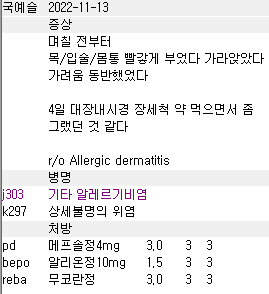 국예슬 2022-11-13
증상
며칠 전부터
목/입술/몸통 빨갛게 부었다 가라앉았다
가려움 동반했었다
4일 대장내시경 장세척 약 먹으면서 좀
그랬던 것 같다
r/o Allergic dermatitis
병명
j303 기타 알레르기비염
k297 상세불명의 위염
처방
pd 메프솔정4mg 3,0 3 3
bepo 알리온정10mg 1,5 3 3
reba 무코란정 3,0 3 3